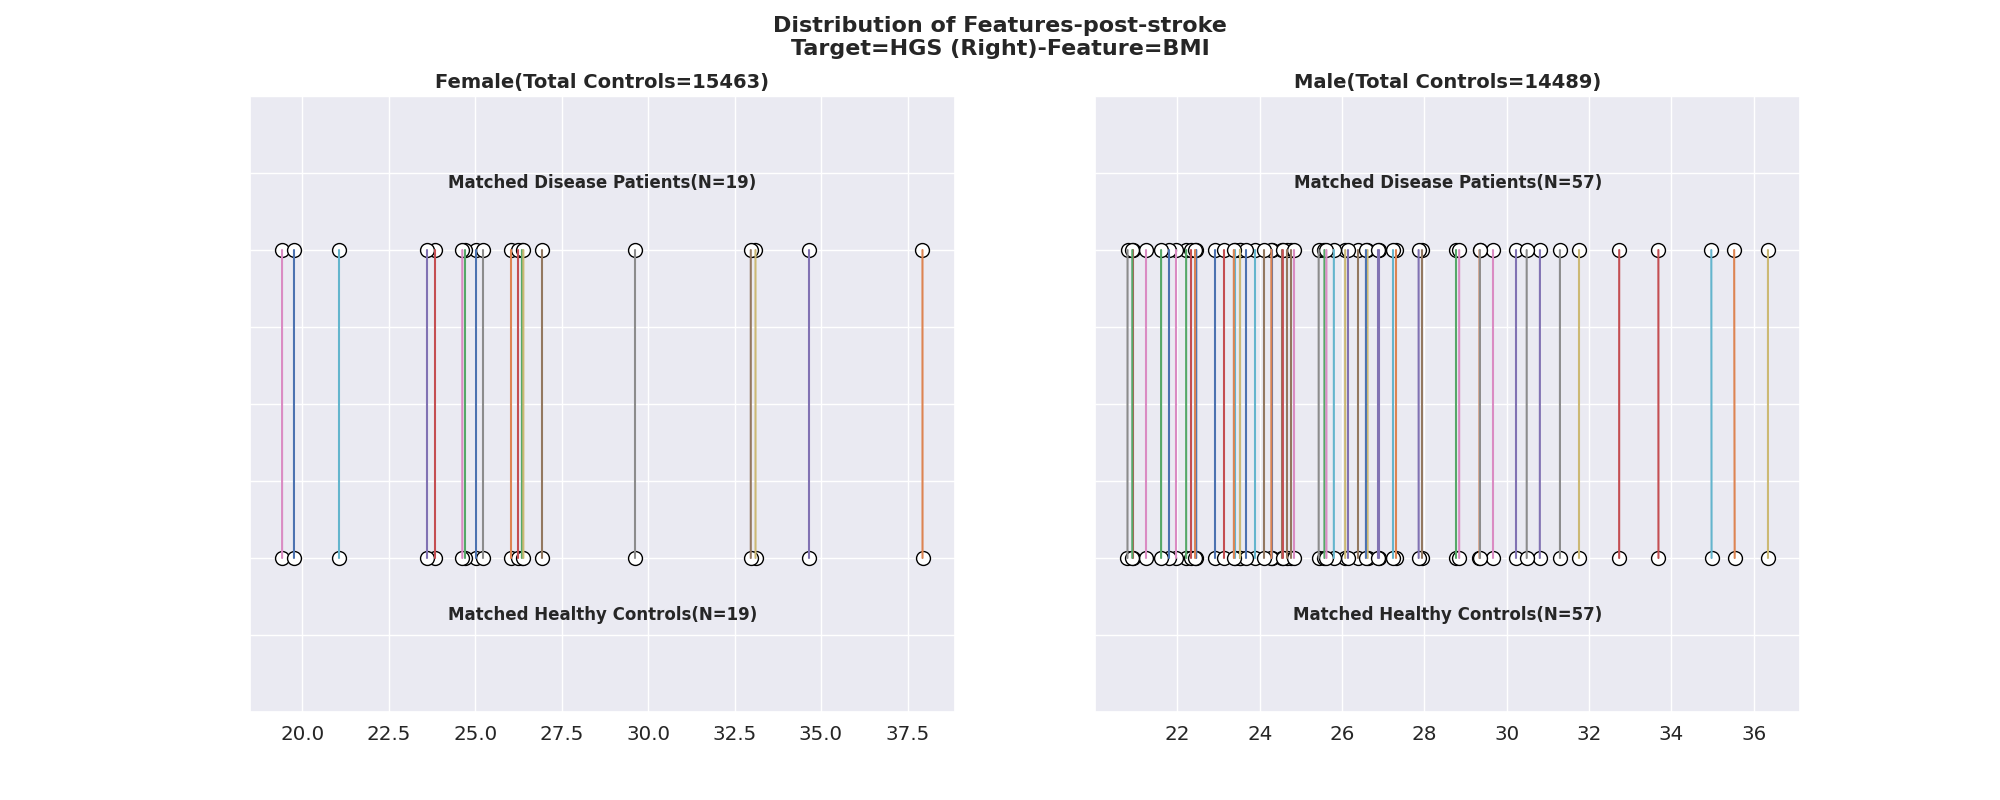 Distribution of Features-post-stroke
Target=HGS (Right)-Feature=BMI
Female(Total Controls=15463)
Matched Disease Patients(N=19)
Matched Healthy Controls(N=19)
20.0 22.5 25.0 27.5 30.0 32.5 35.0 37.5
Male(Total Controls=14489)
Matched Disease Patients(N=57)
Matched Healthy Controls(N=57)
22 24 26 28 30 32 34 36